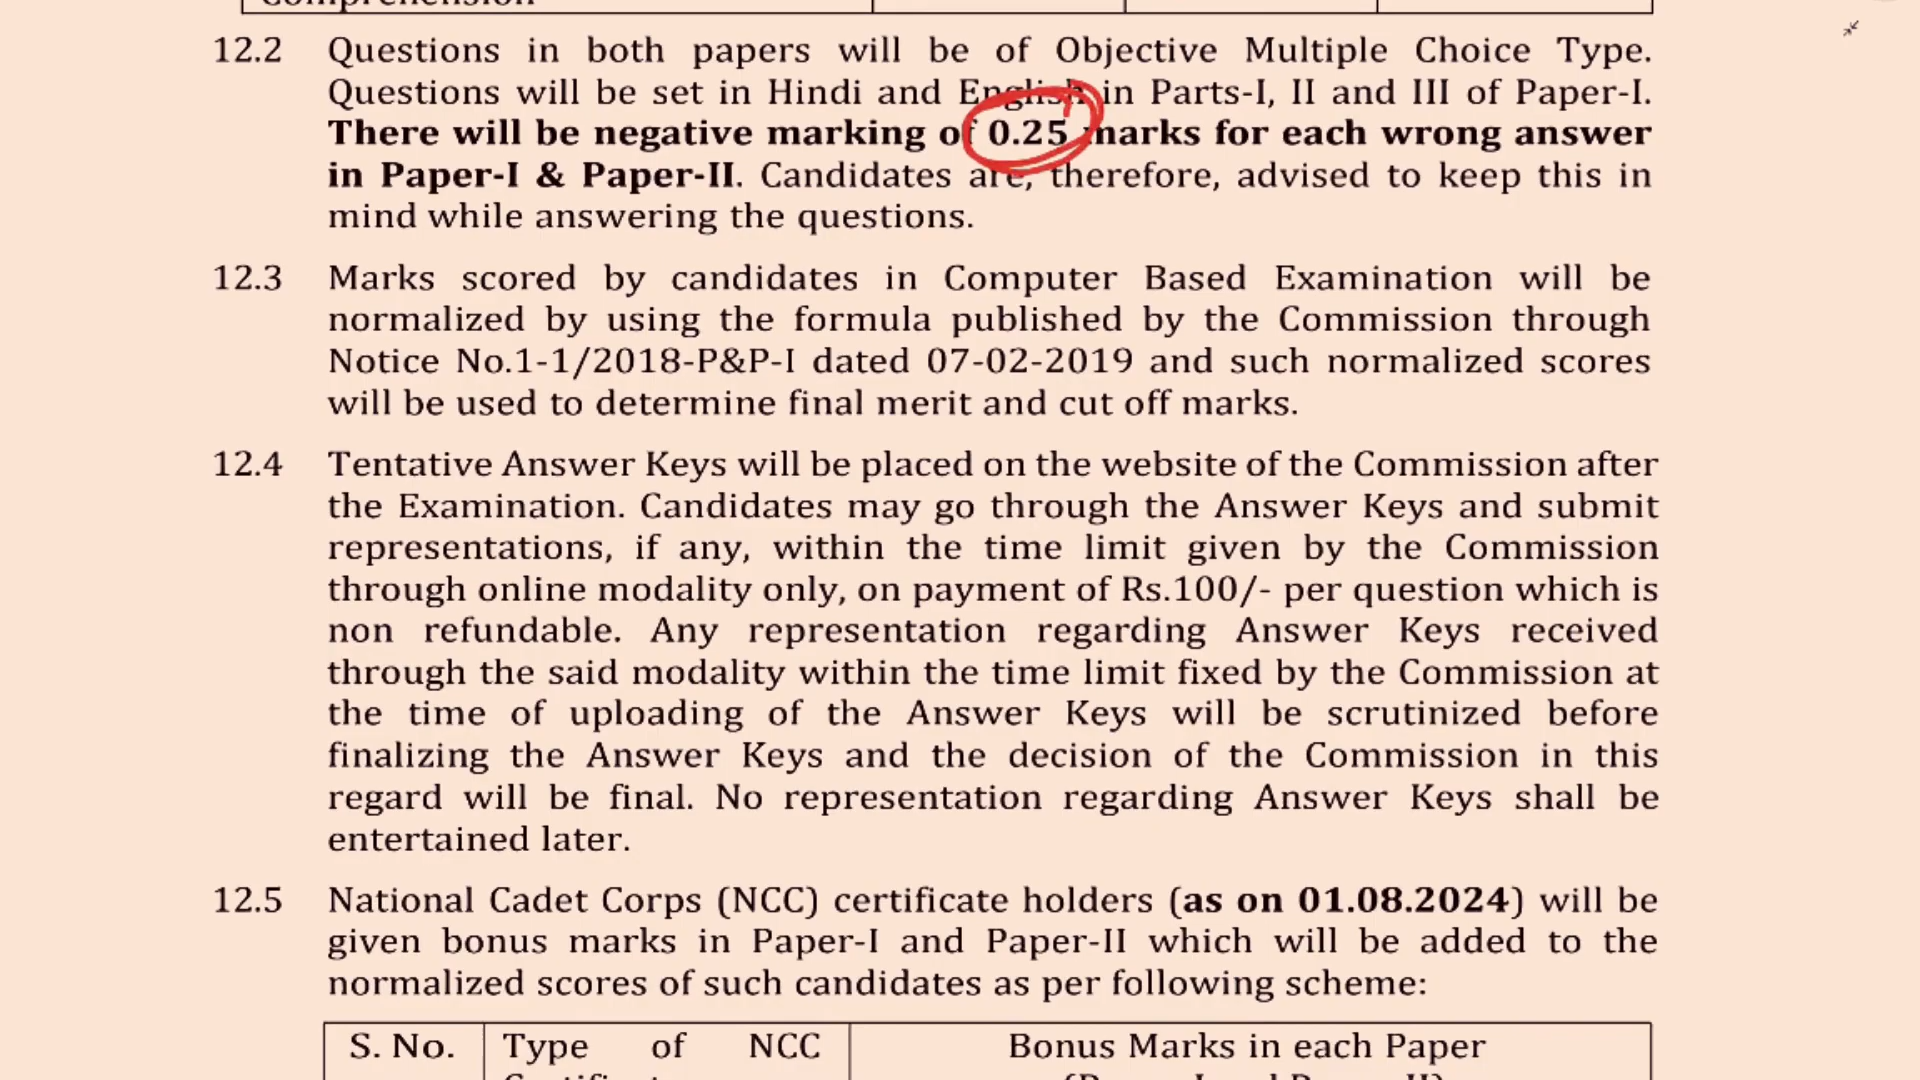 Comprehension
12.2 Questions in both papers will be of Objective Multiple Choice Type.
Questions will be set in Hindi and English in Parts-I, II and III of Paper-I.
There will be negative marking of 0.25 marks for each wrong answer
in Paper-I & Paper-II. Candidates are, therefore, advised to keep this in
mind while answering the questions.
12.3 Marks scored by candidates in Computer Based Examination will be
normalized by using the formula published by the Commission through
Notice No.1-1/2018-P&P-I dated 07-02-2019 and such normalized scores
will be used to determine final merit and cut off marks.
12.4 Tentative Answer Keys will be placed on the website of the Commission after
the Examination. Candidates may go through the Answer Keys and submit
representations, if any, within the time limit given by the Commission
through online modality only, on payment of Rs.100/- per question which is
non refundable. Any representation regarding Answer Keys received
through the said modality within the time limit fixed by the Commission at
the time of uploading of the Answer Keys will be scrutinized before
finalizing the Answer Keys and the decision of the Commission in this
regard will be final. No representation regarding Answer Keys shall be
entertained later.
12.5 National Cadet Corps (NCC) certificate holders (as on 01.08.2024) will be
given bonus marks in Paper-I and Paper-II which will be added to the
normalized scores of such candidates as per following scheme:
S. No. Type of NCC Bonus Marks in each Paper